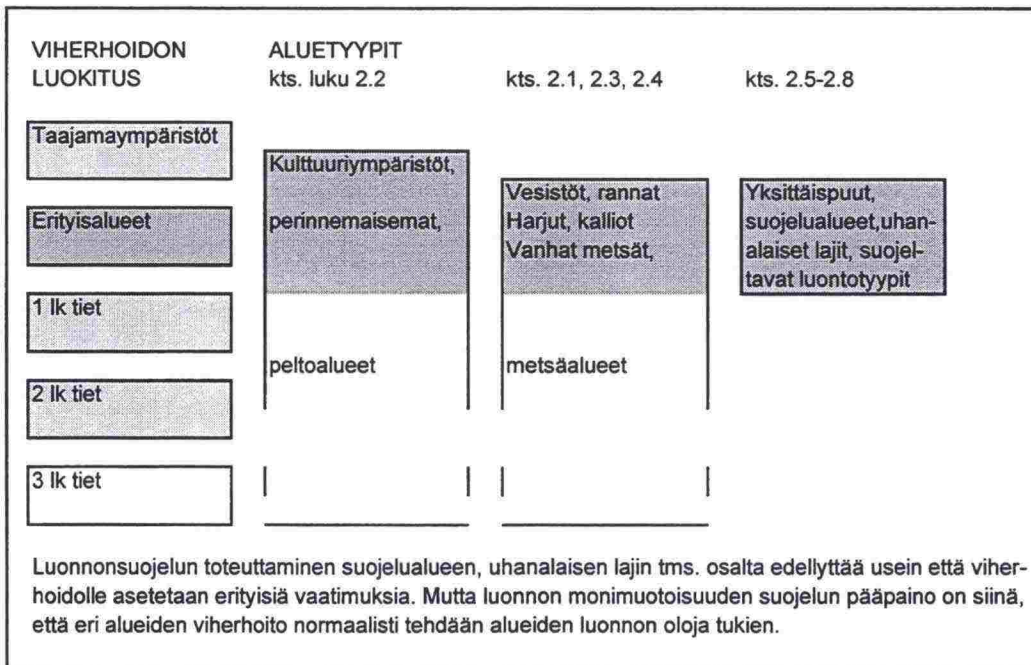 VIHERHOIDON
LUOKITUS
ALUETYYPIT
kts. luku 2.2
kts. 2.1, 2.3, 2.4
kts. 2.5-2.8
Taajamaympäristöt
Erityisalueet
1 lk tiet
2 lk tiet
3 lk tiet
Kulttuuriympäristöt,
perinnemaisemat,
peltoalueet
Vesistöt, rannat
Harjut, kalliot
Vanhat metsät,
metsäalueet
Yksittäispuut,
suojelualueet,uhan-
alaiset lajit, suojel-
tavat luontotyypit
Luonnonsuojelun toteuttaminen suojelualueen, uhanalaisen lajin tms. osalta edellyttää usein että viher-
hoidolle asetetaan erityisiä vaatimuksia. Mutta luonnon monimuotoisuuden suojelun pääpaino on siinä,
että eri alueiden viherhoito normaalisti tehdään alueiden luonnon oloja tukien.